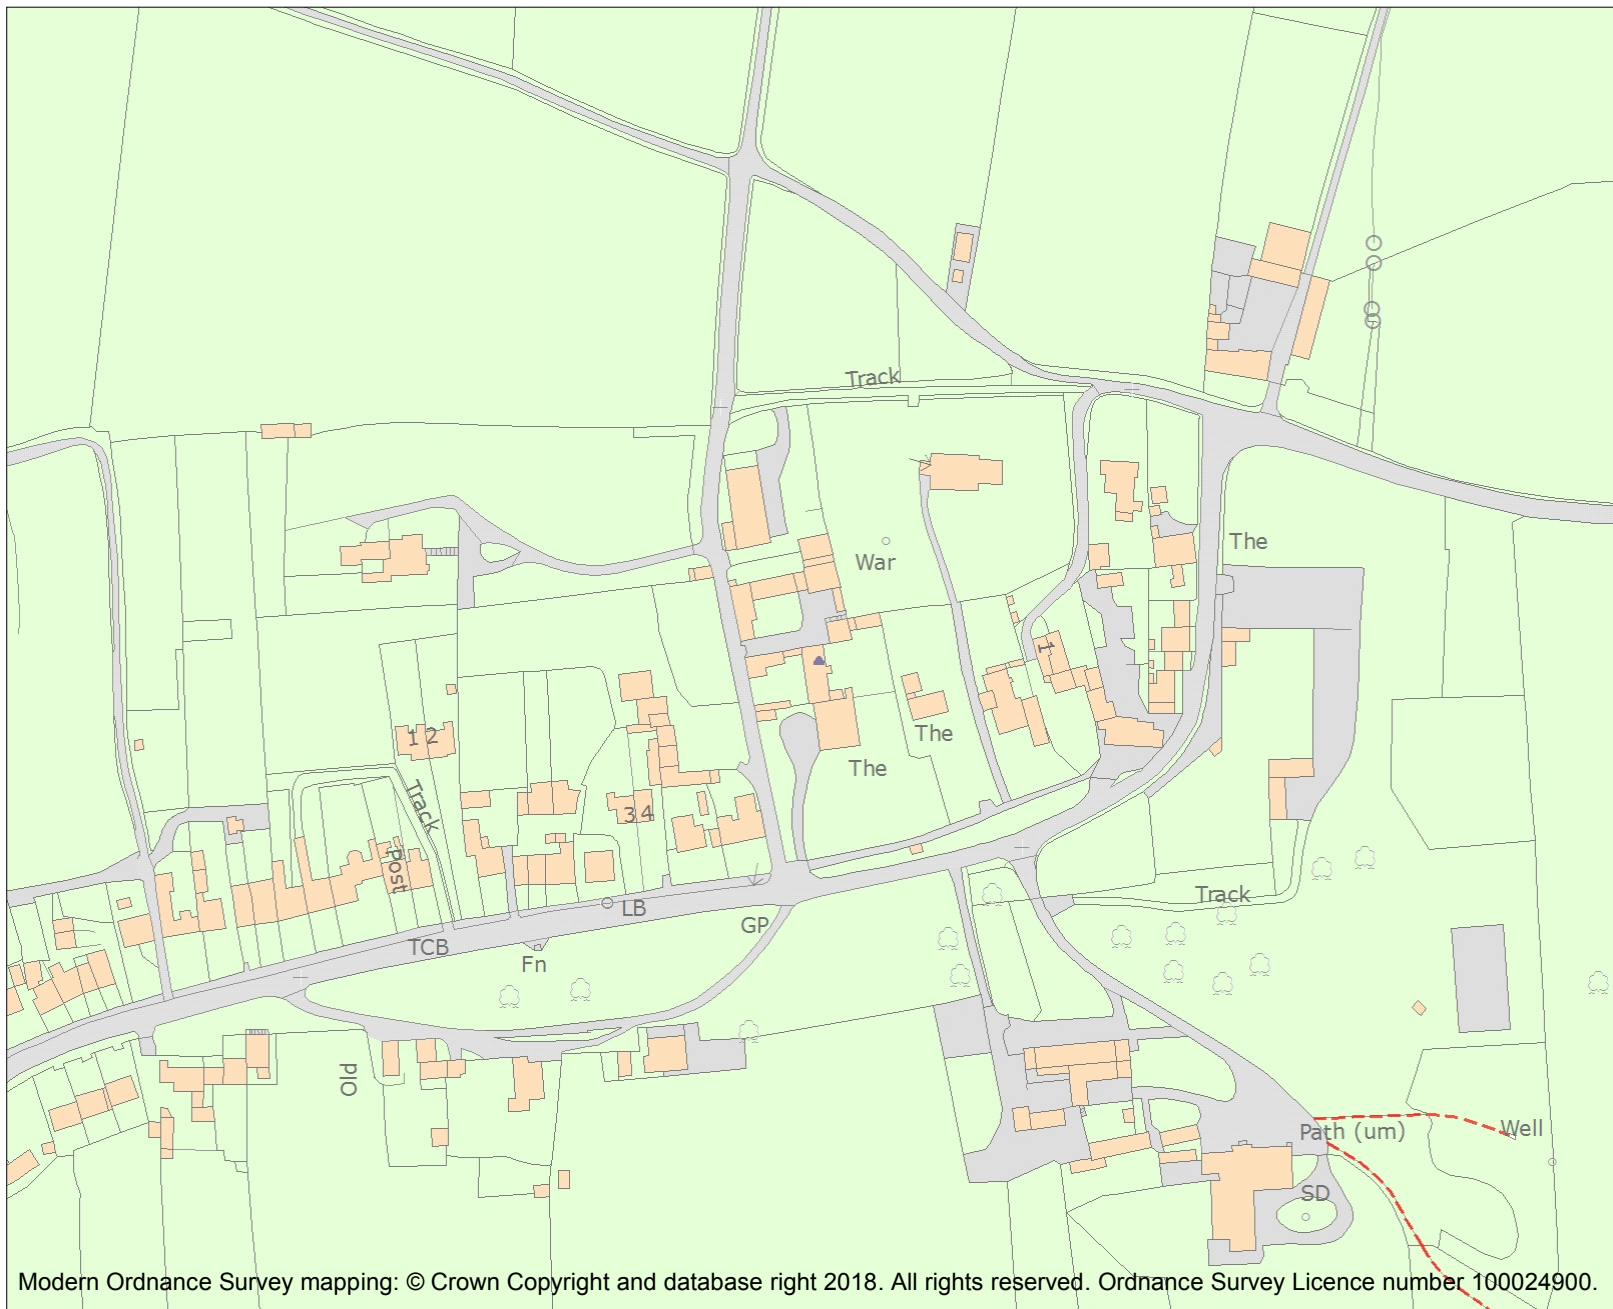 Track
The
War
1
The
1 2
The
Track
3 4
Post
Track
LB
GP
TCB
Fn
Old
Path (um)
Well
SD
Modern Ordnance Survey mapping: © Crown Copyright and database right 2018. All rights reserved. Ordnance Survey Licence number 100024900.